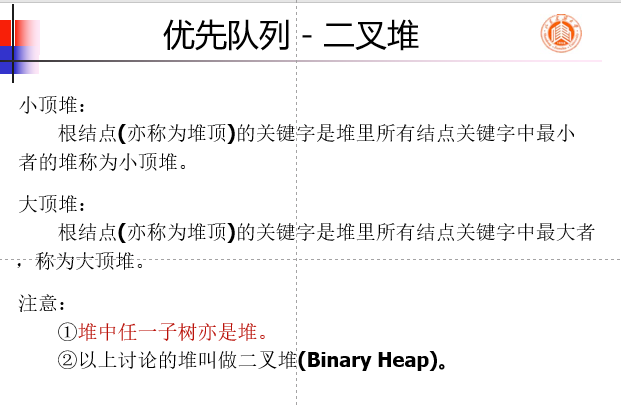 优先队列 - 二叉堆
小顶堆：
根结点(亦称为堆顶)的关键字是堆里所有结点关键字中最小
者的堆称为小顶堆。
大顶堆：
根结点(亦称为堆顶)的关键字是堆里所有结点关键字中最大者
，称为大顶堆。
注意：
①堆中任一子树亦是堆。
②以上讨论的堆叫做二叉堆(Binary Heap)。